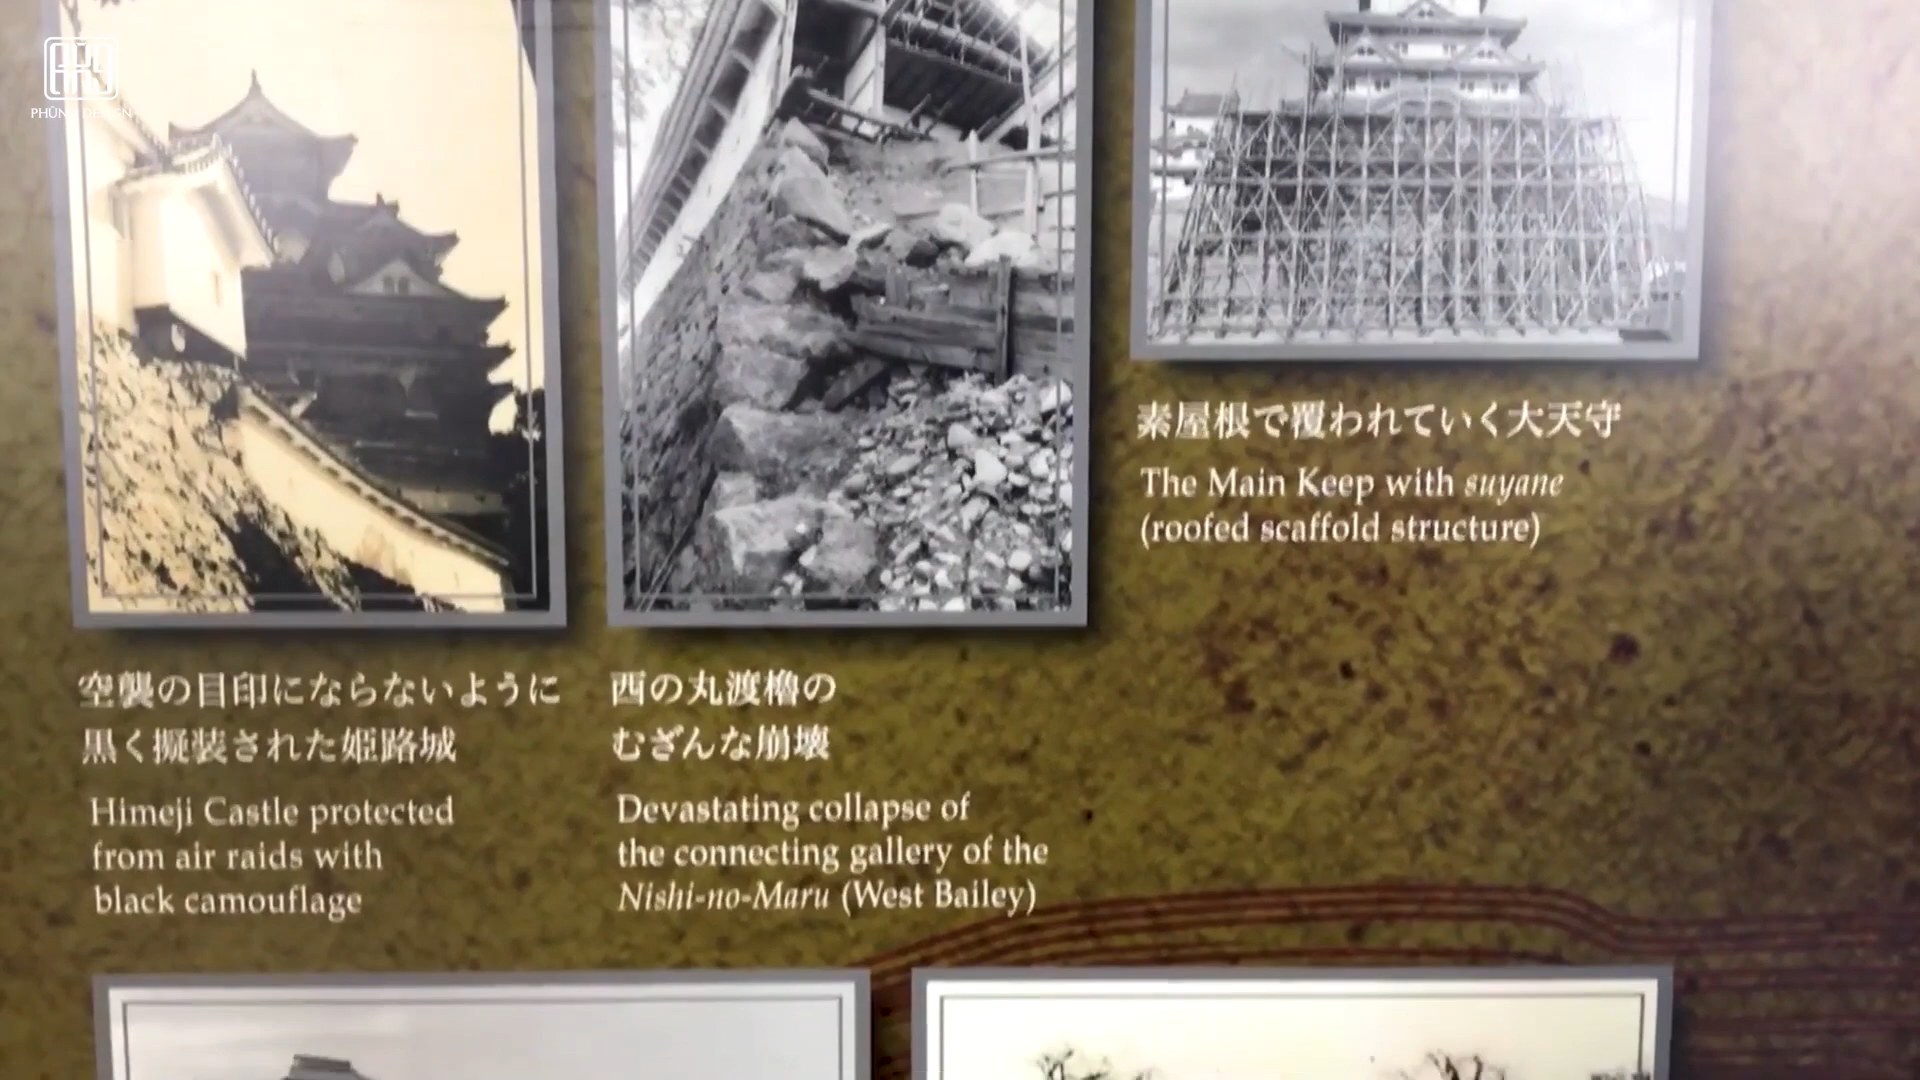 PHÙNG DESIGN
空襲の目印にならないように
黒く擬装された姫路城
Himeji Castle protected
from air raids with
black camouflage
西の丸渡櫓の
むざんな崩壊
Devastating collapse of
the connecting gallery of the
Nishi-no-Maru (West Bailey)
素屋根で覆われていく大天守
The Main Keep with suyane
(roofed scaffold structure)